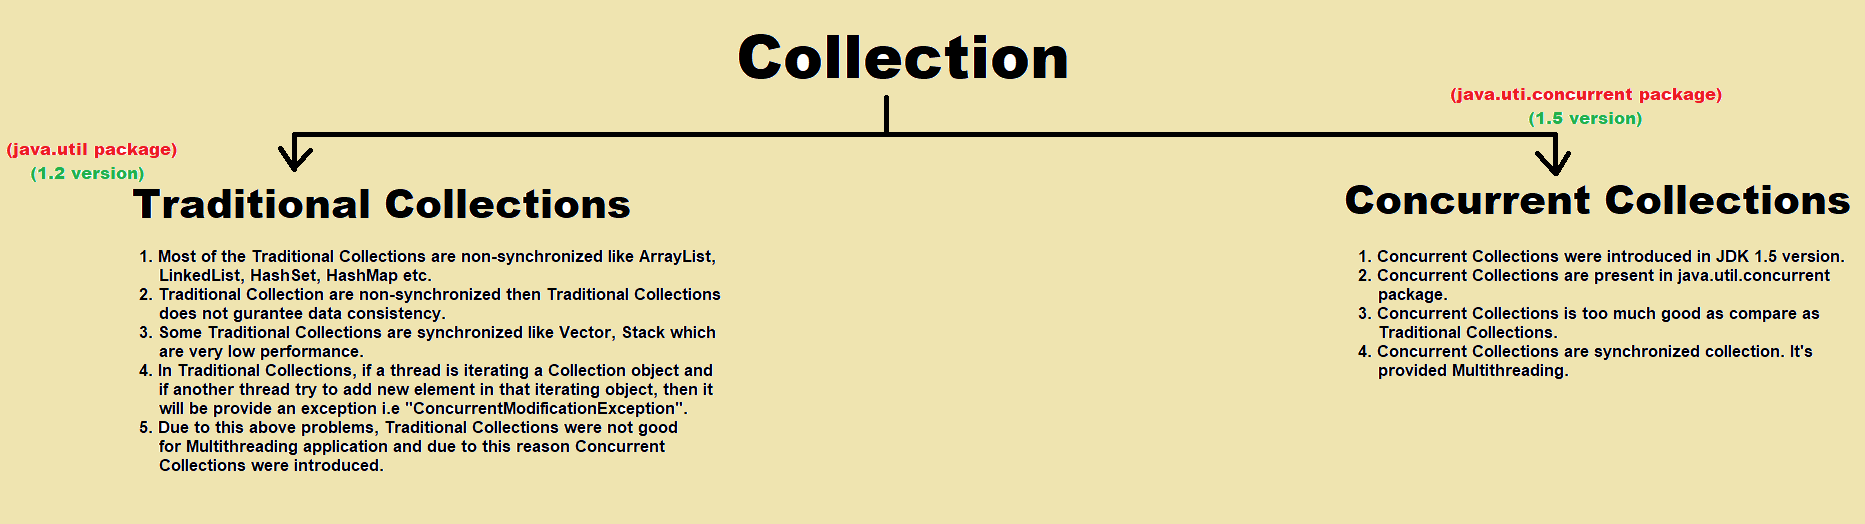 Collection
(java.uti.concurrent package)
(1.5 version)
(java.util package)
(1.2 version)
Traditional Collections
1. Most of the Traditional Collections are non-synchronized like ArrayList,
LinkedList, HashSet, HashMap etc.
2. Traditional Collection are non-synchronized then Traditional Collections
does not gurantee data consistency.
3. Some Traditional Collections are synchronized like Vector, Stack which
are very low performance.
4. In Traditional Collections, if a thread is iterating a Collection object and
if another thread try to add new element in that iterating object, then it
will be provide an exception i.e "ConcurrentModificationException".
5. Due to this above problems, Traditional Collections were not good
for Multithreading application and due to this reason Concurrent
Collections were introduced.
Concurrent Collections
1. Concurrent Collections were introduced in JDK 1.5 version.
2. Concurrent Collections are present in java.util.concurrent
package.
3. Concurrent Collections is too much good as compare as
Traditional Collections.
4. Concurrent Collections are synchronized collection. It's
provided Multithreading.